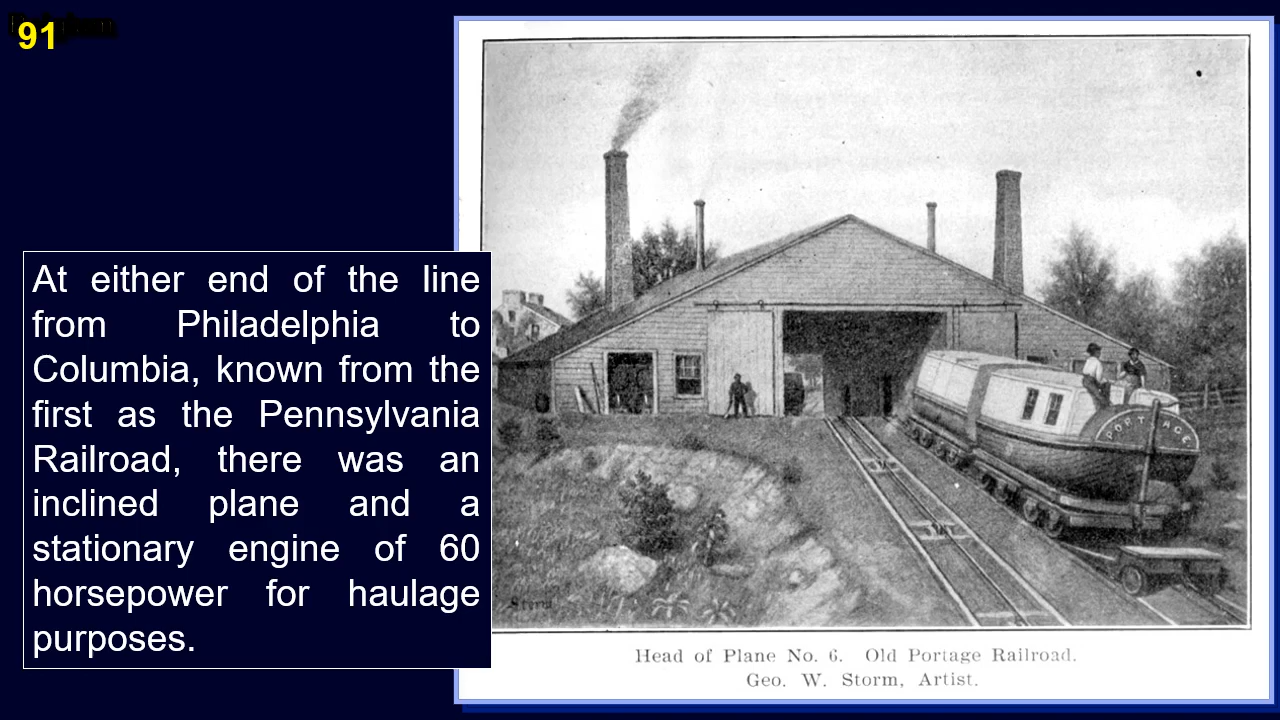 91
At either end of the line
from Philadelphia to
Columbia, known from the
first as the Pennsylvania
Railroad, there was an
inclined plane and a
stationary engine of 60
horsepower for haulage
purposes.
PORTAGE
Storm
Head of Plane No. 6. Old Portage Railroad.
Geo. W. Storm, Artist.